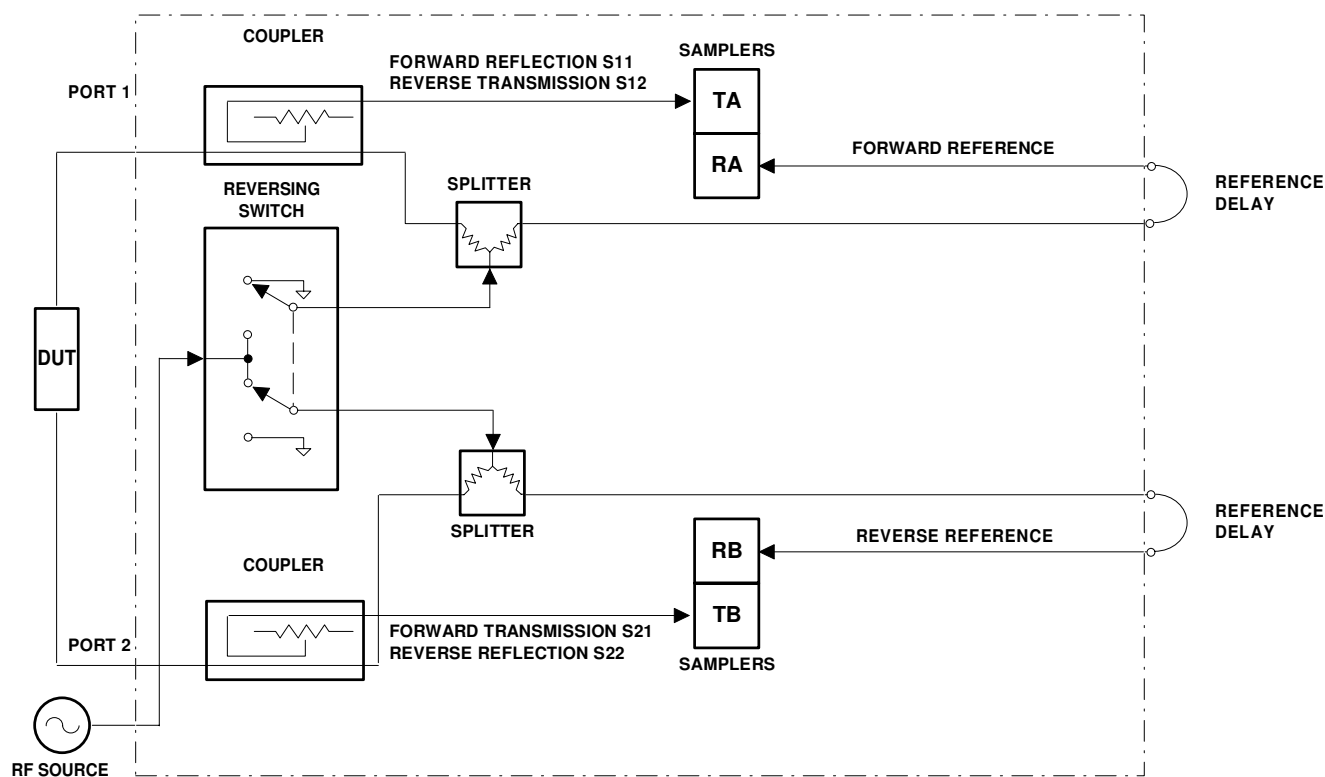 COUPLER
SAMPLERS
FORWARD REFLECTION S11
REVERSE TRANSMISSION S12
PORT 1
TA
RA
FORWARD REFERENCE
SPLITTER
REVERSING
SWITCH
REFERENCE
DELAY
DUT
SPLITTER
REFERENCE
DELAY
RB
REVERSE REFERENCE
COUPLER
TB
FORWARD TRANSMISSION S21
REVERSE REFLECTION S22
PORT 2
SAMPLERS
RF SOURCE